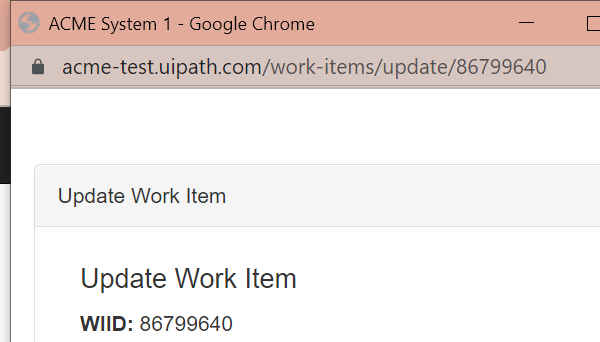 ACME System 1 - Google Chrome
acme-test.uipath.com/work-items/update/86799640
Update Work Item
Update Work Item
WIID: 86799640